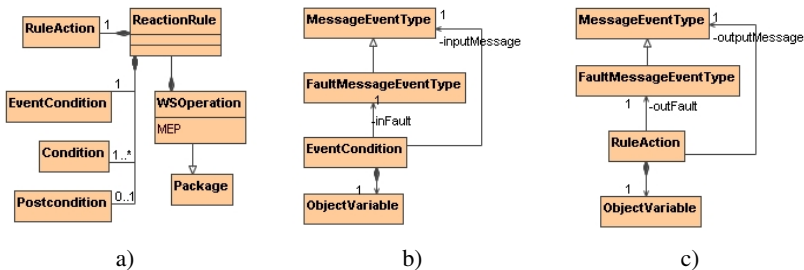 RuleAction
1
ReactionRule
1
EventCondition
Condition
1..*
Postcondition
0..1
WSOperation
MEP
Package
a)
MessageEventType
1
-inputMessage
FaultMessageEventType
1
-inFault
EventCondition
1
ObjectVariable
b)
MessageEventType
1
-outputMessage
FaultMessageEventType
1
-outFault
RuleAction
1
ObjectVariable
c)